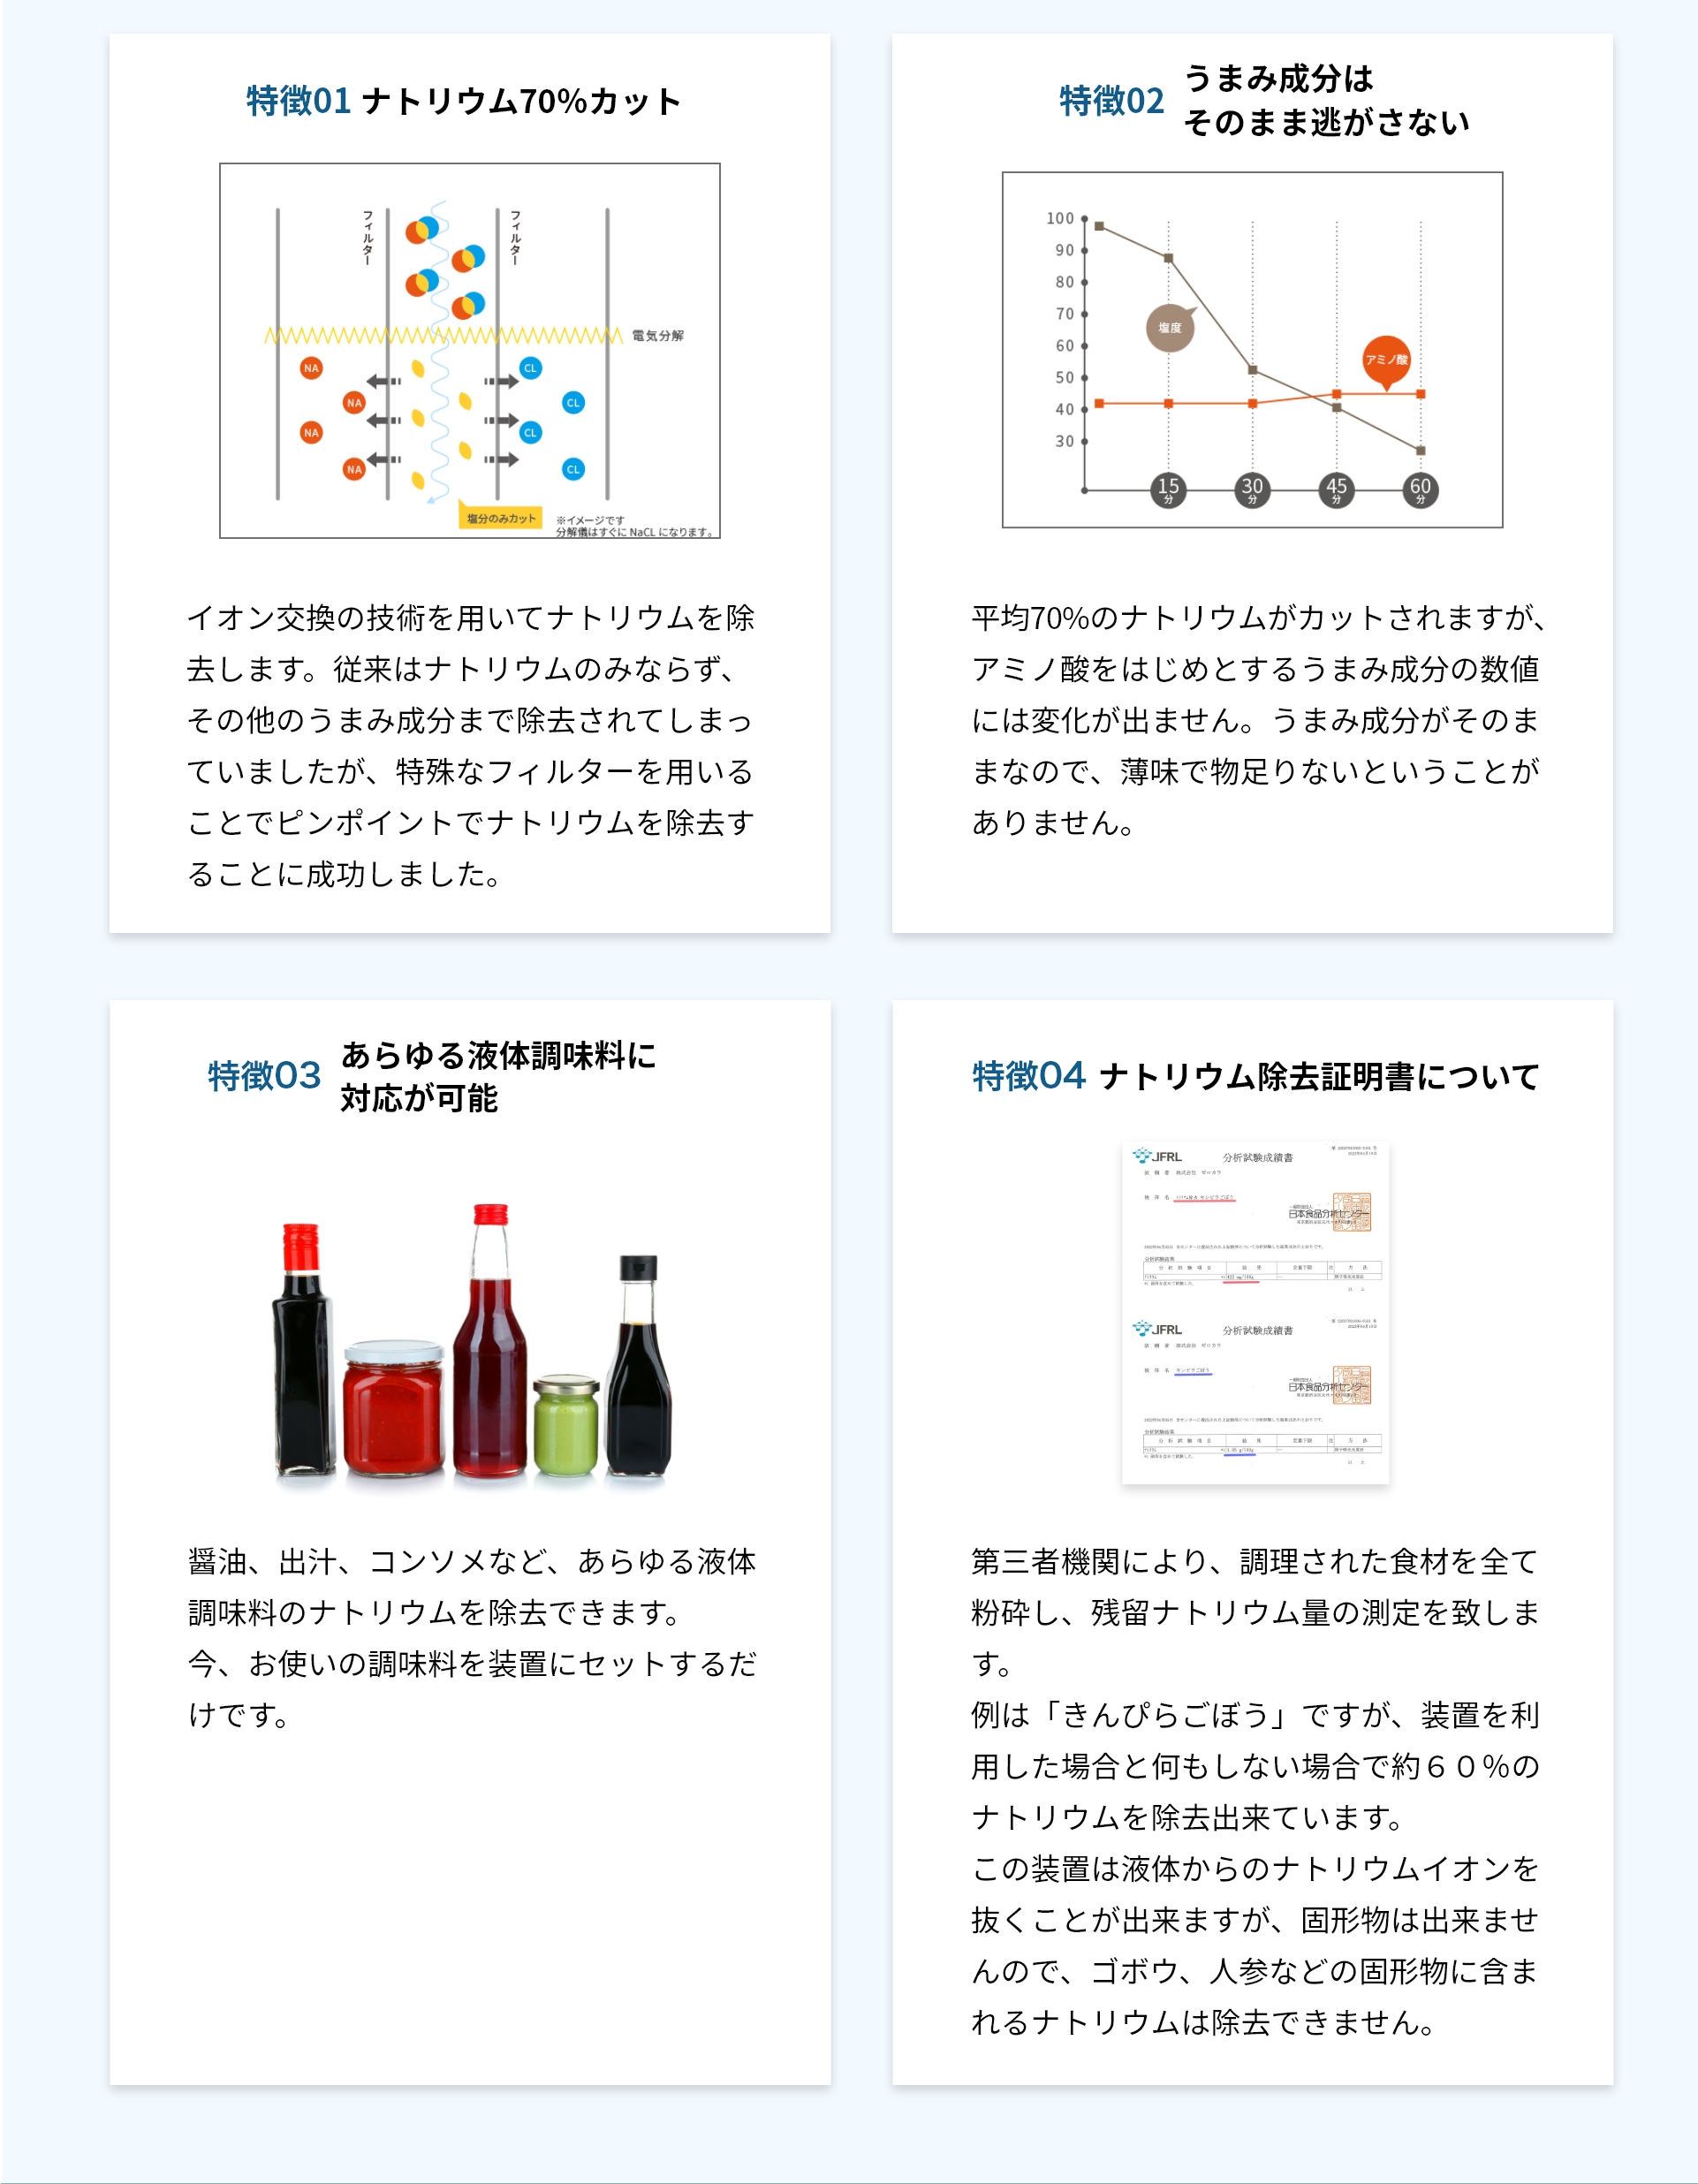 特徴01 ナトリウム70%カット
フィルター
フィルター
電気分解
NA
CL
NA
CL
NA
CL
NA
CL
塩分のみカット
※イメージです
分解儀はすぐに NaCL になります。
イオン交換の技術を用いてナトリウムを除
去します。従来はナトリウムのみならず、
その他のうまみ成分まで除去されてしまっ
ていましたが、特殊なフィルターを用いる
ことでピンポイントでナトリウムを除去す
ることに成功しました。
特徴02
うまみ成分は
そのまま逃がさない
100
90
80
70
60
50
40
30
塩度
アミノ酸
15分
30分
45分
60分
平均70%のナトリウムがカットされますが、
アミノ酸をはじめとするうまみ成分の数値
には変化が出ません。うまみ成分がそのま
まなので、薄味で物足りないということが
ありません。
特徴03
あらゆる液体調味料に
対応が可能
醤油、出汁、コンソメなど、あらゆる液体
調味料のナトリウムを除去できます。
今、お使いの調味料を装置にセットするだ
けです。
特徴04 ナトリウム除去証明書について
JFRL 分析試験成績書
日本食品分析センター
分析試験結果
JFRL 分析試験成績書
日本食品分析センター
分析試験結果
第三者機関により、調理された食材を全て
粉砕し、残留ナトリウム量の測定を致しま
す。
例は「きんぴらごぼう」ですが、装置を利
用した場合と何もしない場合で約６０％の
ナトリウムを除去出来ています。
この装置は液体からのナトリウムイオンを
抜くことが出来ますが、固形物は出来ませ
んので、ゴボウ、人参などの固形物に含ま
れるナトリウムは除去できません。